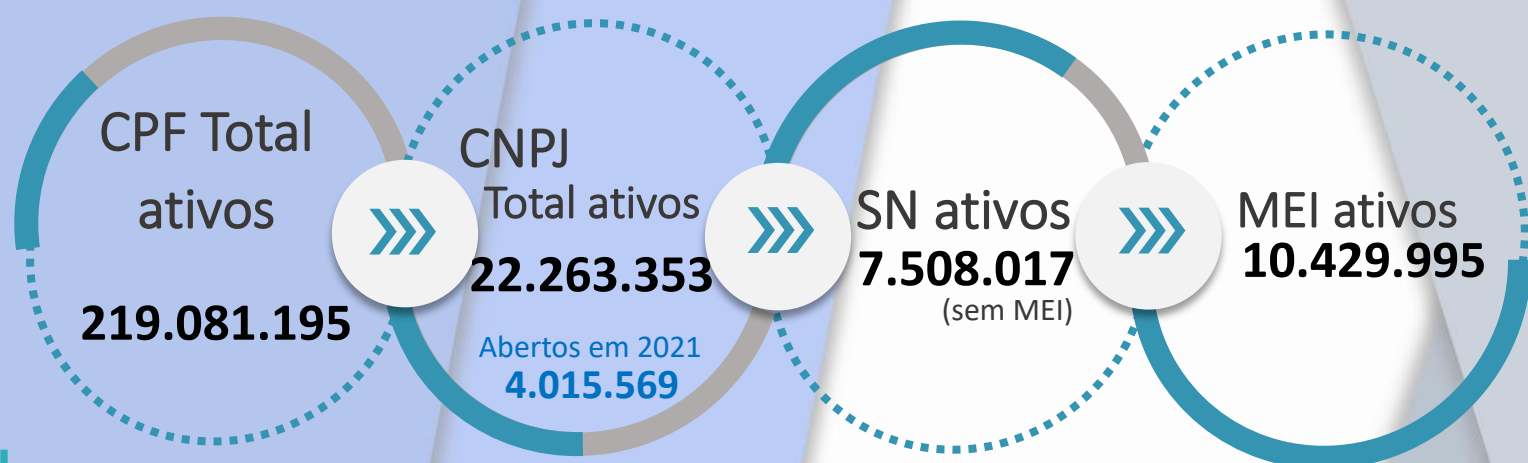 CPF Total
ativos
219.081.195
CNPJ
Total ativos
22.263.353
Abertos em 2021
4.015.569
SN ativos
7.508.017
(sem MEI)
MEI ativos
10.429.995